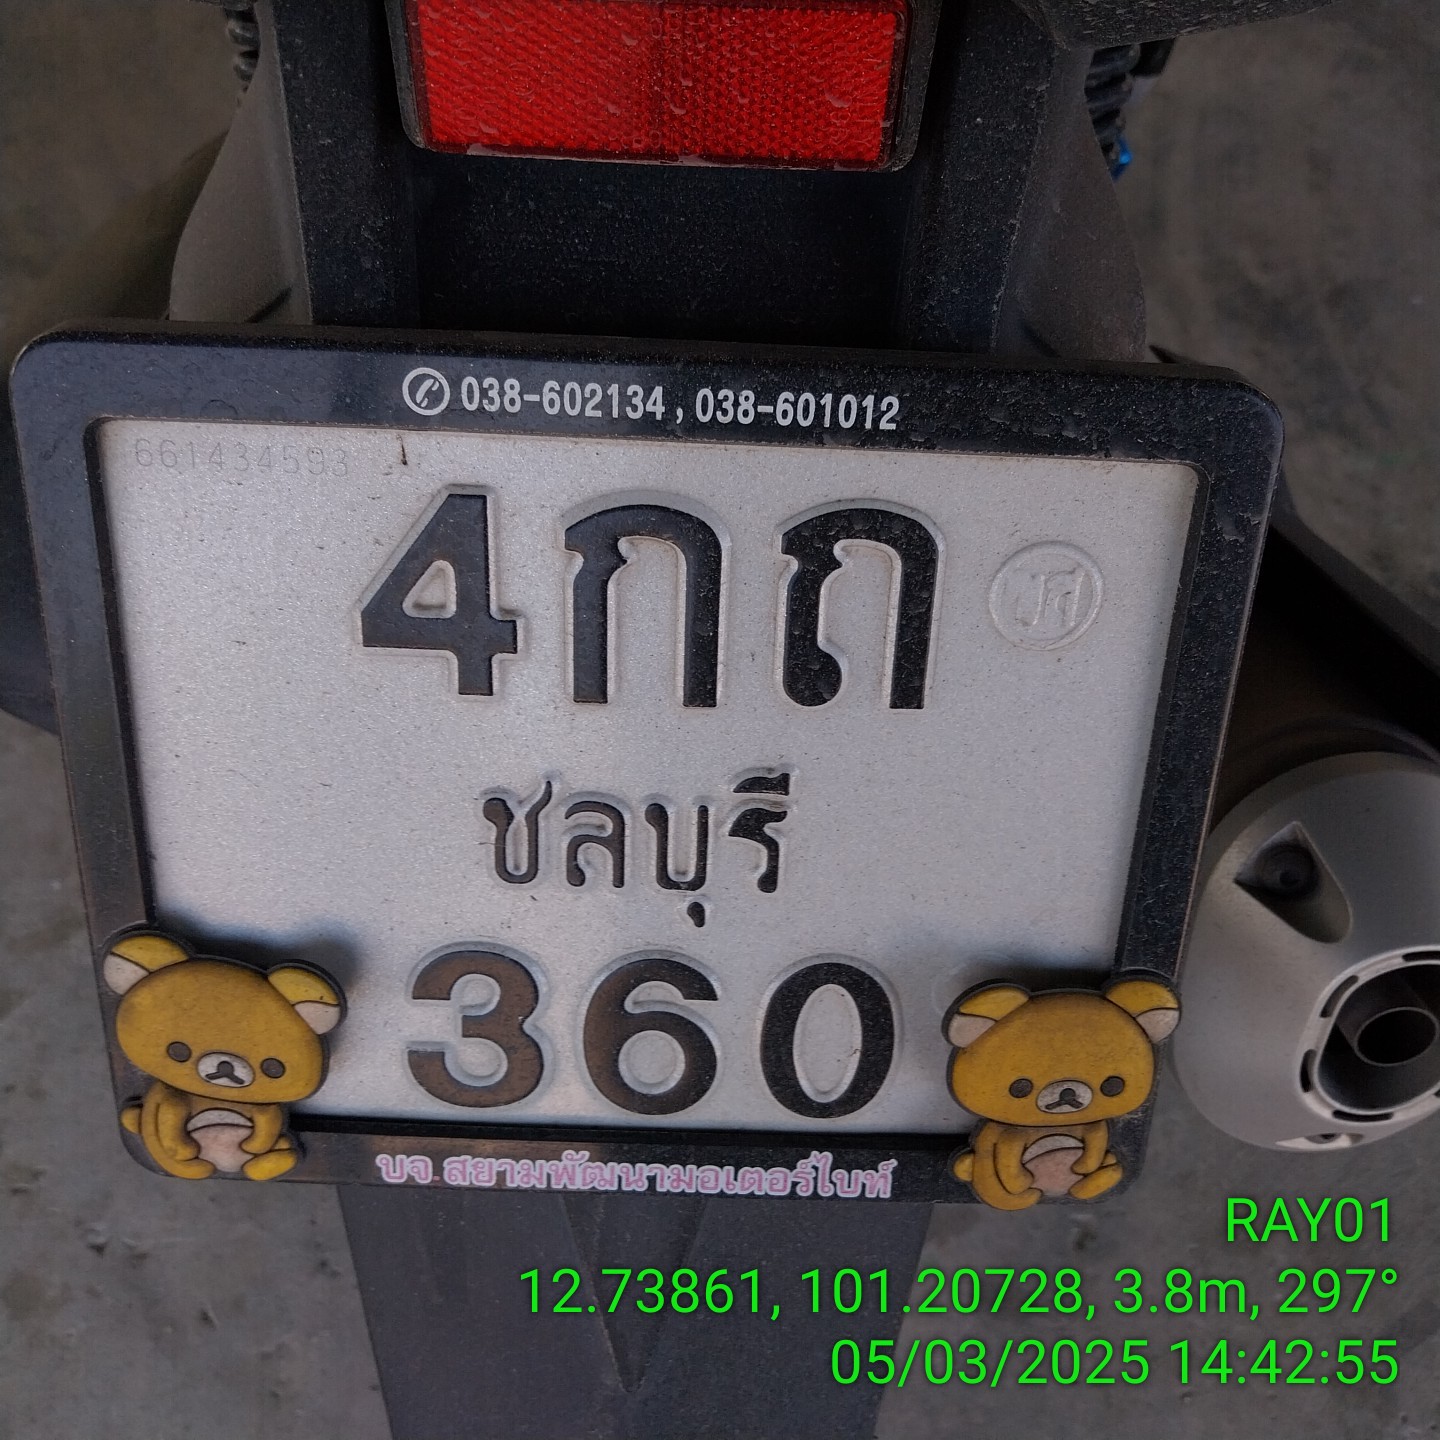 038-602134 , 038-601012
661434593
4กถ
ชลบุรี
360
บจ.สยามพัฒนามอเตอร์ไบท์
RAY01
12.73861, 101.20728, 3.8m, 297°
05/03/2025 14:42:55